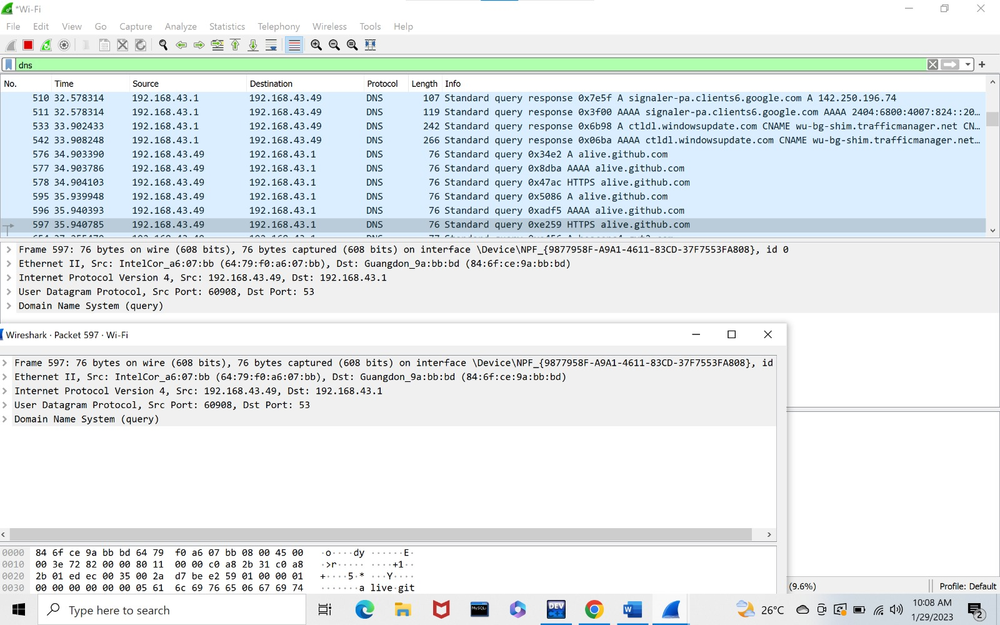 *Wi-Fi
File Edit View Go Capture Analyze Statistics Telephony Wireless Tools Help
dns
No. Time Source Destination Protocol Length Info
510 32.578314 192.168.43.1 192.168.43.49 DNS 107 Standard query response 0x7e5f A signaler-pa.clients6.google.com A 142.250.196.74
511 32.578314 192.168.43.1 192.168.43.49 DNS 119 Standard query response 0x3f00 AAAA signaler-pa.clients6.google.com AAAA 2404:6800:4007:824::20…
533 33.902433 192.168.43.1 192.168.43.49 DNS 242 Standard query response 0x6b98 A ctldl.windowsupdate.com CNAME wu-bg-shim.trafficmanager.net CN…
542 33.908248 192.168.43.1 192.168.43.49 DNS 266 Standard query response 0x06ba AAAA ctldl.windowsupdate.com CNAME wu-bg-shim.trafficmanager.net…
576 34.903390 192.168.43.49 192.168.43.1 DNS 76 Standard query 0x34e2 A alive.github.com
577 34.903786 192.168.43.49 192.168.43.1 DNS 76 Standard query 0x8dba AAAA alive.github.com
578 34.904103 192.168.43.49 192.168.43.1 DNS 76 Standard query 0x47ac HTTPS alive.github.com
595 35.939948 192.168.43.49 192.168.43.1 DNS 76 Standard query 0x5086 A alive.github.com
596 35.940393 192.168.43.49 192.168.43.1 DNS 76 Standard query 0xadf5 AAAA alive.github.com
597 35.940785 192.168.43.49 192.168.43.1 DNS 76 Standard query 0xe259 HTTPS alive.github.com
Frame 597: 76 bytes on wire (608 bits), 76 bytes captured (608 bits) on interface \Device\NPF_{9877958F-A9A1-4611-83CD-37F7553FA808}, id 0
Ethernet II, Src: IntelCor_a6:07:bb (64:79:f0:a6:07:bb), Dst: Guangdon_9a:bb:bd (84:6f:ce:9a:bb:bd)
Internet Protocol Version 4, Src: 192.168.43.49, Dst: 192.168.43.1
User Datagram Protocol, Src Port: 60908, Dst Port: 53
Domain Name System (query)
Wireshark · Packet 597 · Wi-Fi
Frame 597: 76 bytes on wire (608 bits), 76 bytes captured (608 bits) on interface \Device\NPF_{9877958F-A9A1-4611-83CD-37F7553FA808}, id
Ethernet II, Src: IntelCor_a6:07:bb (64:79:f0:a6:07:bb), Dst: Guangdon_9a:bb:bd (84:6f:ce:9a:bb:bd)
Internet Protocol Version 4, Src: 192.168.43.49, Dst: 192.168.43.1
User Datagram Protocol, Src Port: 60908, Dst Port: 53
Domain Name System (query)
0000 84 6f ce 9a bb bd 64 79 f0 a6 07 bb 08 00 45 00 ·o····dy ······E·
0010 00 3e 72 82 00 00 80 11 00 00 c0 a8 2b 31 c0 a8 ·>r····· ····+1··
0020 2b 01 ed ec 00 35 00 2a d7 be e2 59 01 00 00 01 +····5·* ···Y····
0030 00 00 00 00 00 00 05 61 6c 69 76 65 06 67 69 74 ·······a live·git
(9.6%) Profile: Default
Type here to search
MySQL
DEV C++
W
26°C
10:08 AM
1/29/2023
2